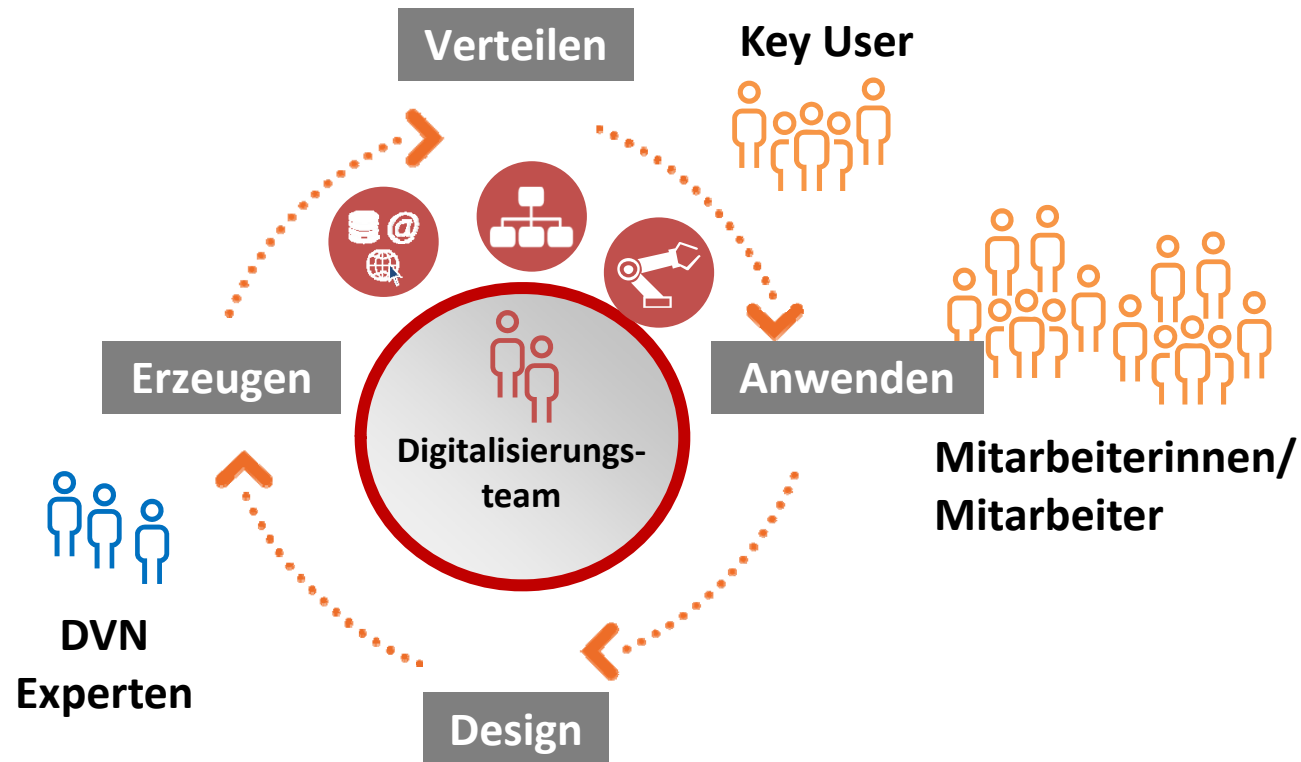 Verteilen
Key User
@
Erzeugen
Anwenden
Digitalisierungs-
team
Mitarbeiterinnen/
Mitarbeiter
DVN
Experten
Design